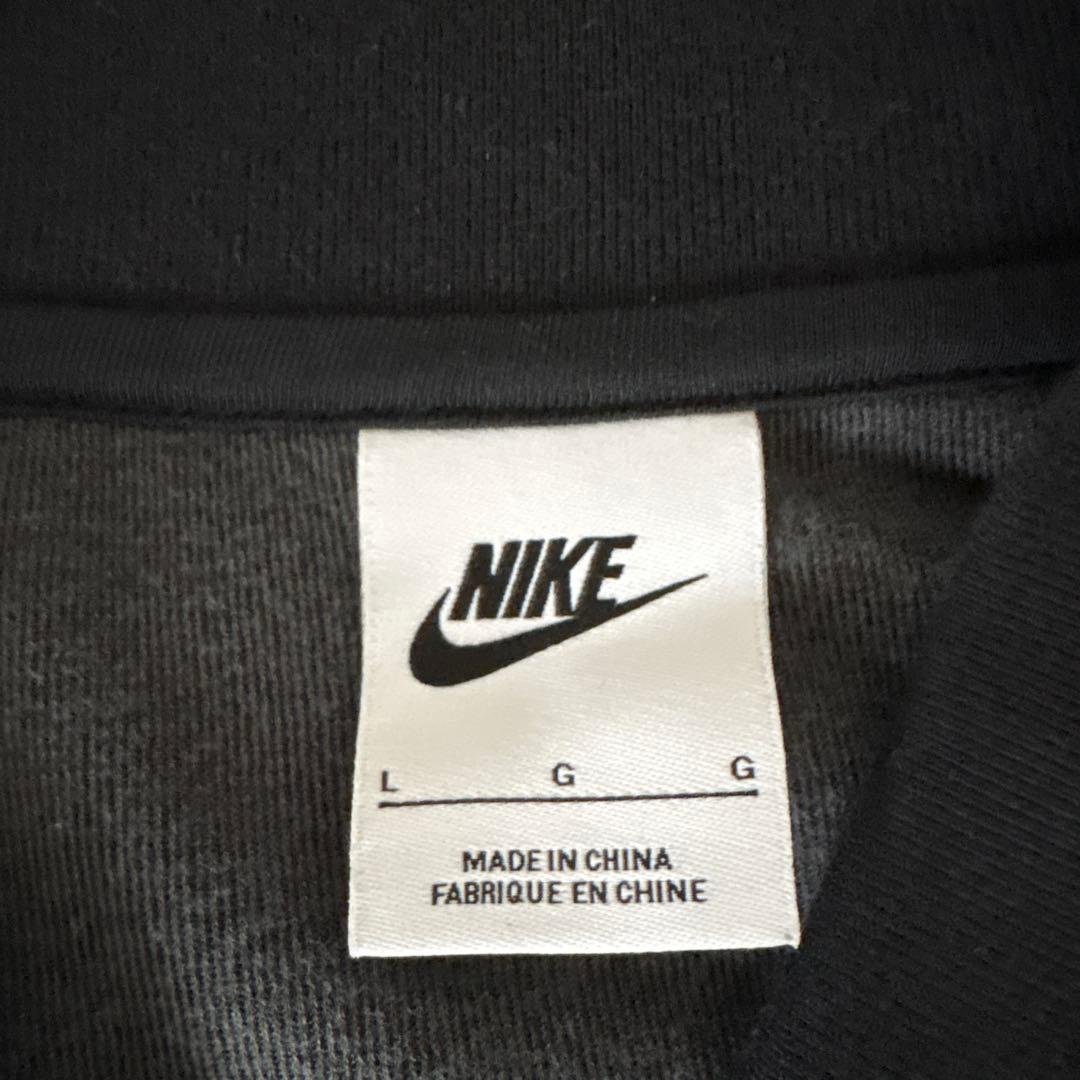 NIKE
L G G
MADE IN CHINA
FABRIQUE EN CHINE